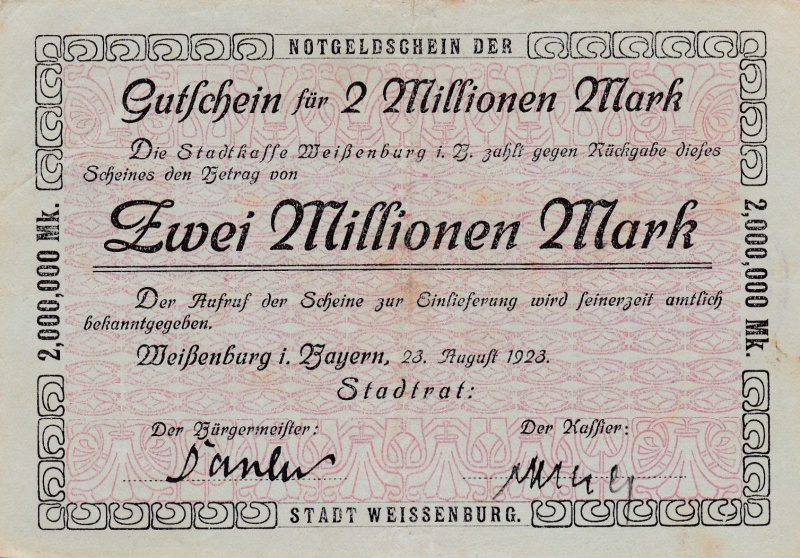 NOTGELDSCHEIN DER
Gutſchein für 2 Millionen Mark
Die Stadtkaſſe Weißenburg i. B. zahlt gegen Rückgabe dieſes
Scheines den Betrag von
Zwei Millionen Mark
Der Aufruf der Scheine zur Einlieferung wird ſeinerzeit amtlich
bekanntgegeben.
Weißenburg i. Bayern, 23. Auguſt 1923.
Stadtrat:
Der Bürgermeiſter:
Der Kaſſier:
STADT WEISSENBURG.
2,000,000 Mk.
2,000,000 Mk.